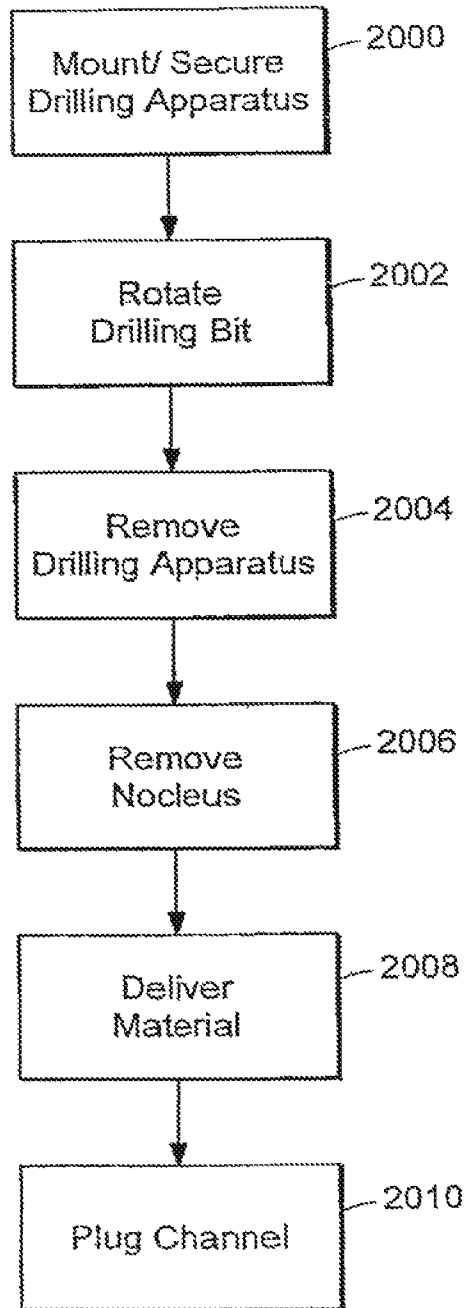 Mount/ Secure
Drilling Apparatus
2000
Rotate
Drilling Bit
2002
Remove
Drilling Apparatus
2004
Remove
Nocleus
2006
Deliver
Material
2008
Plug Channel
2010